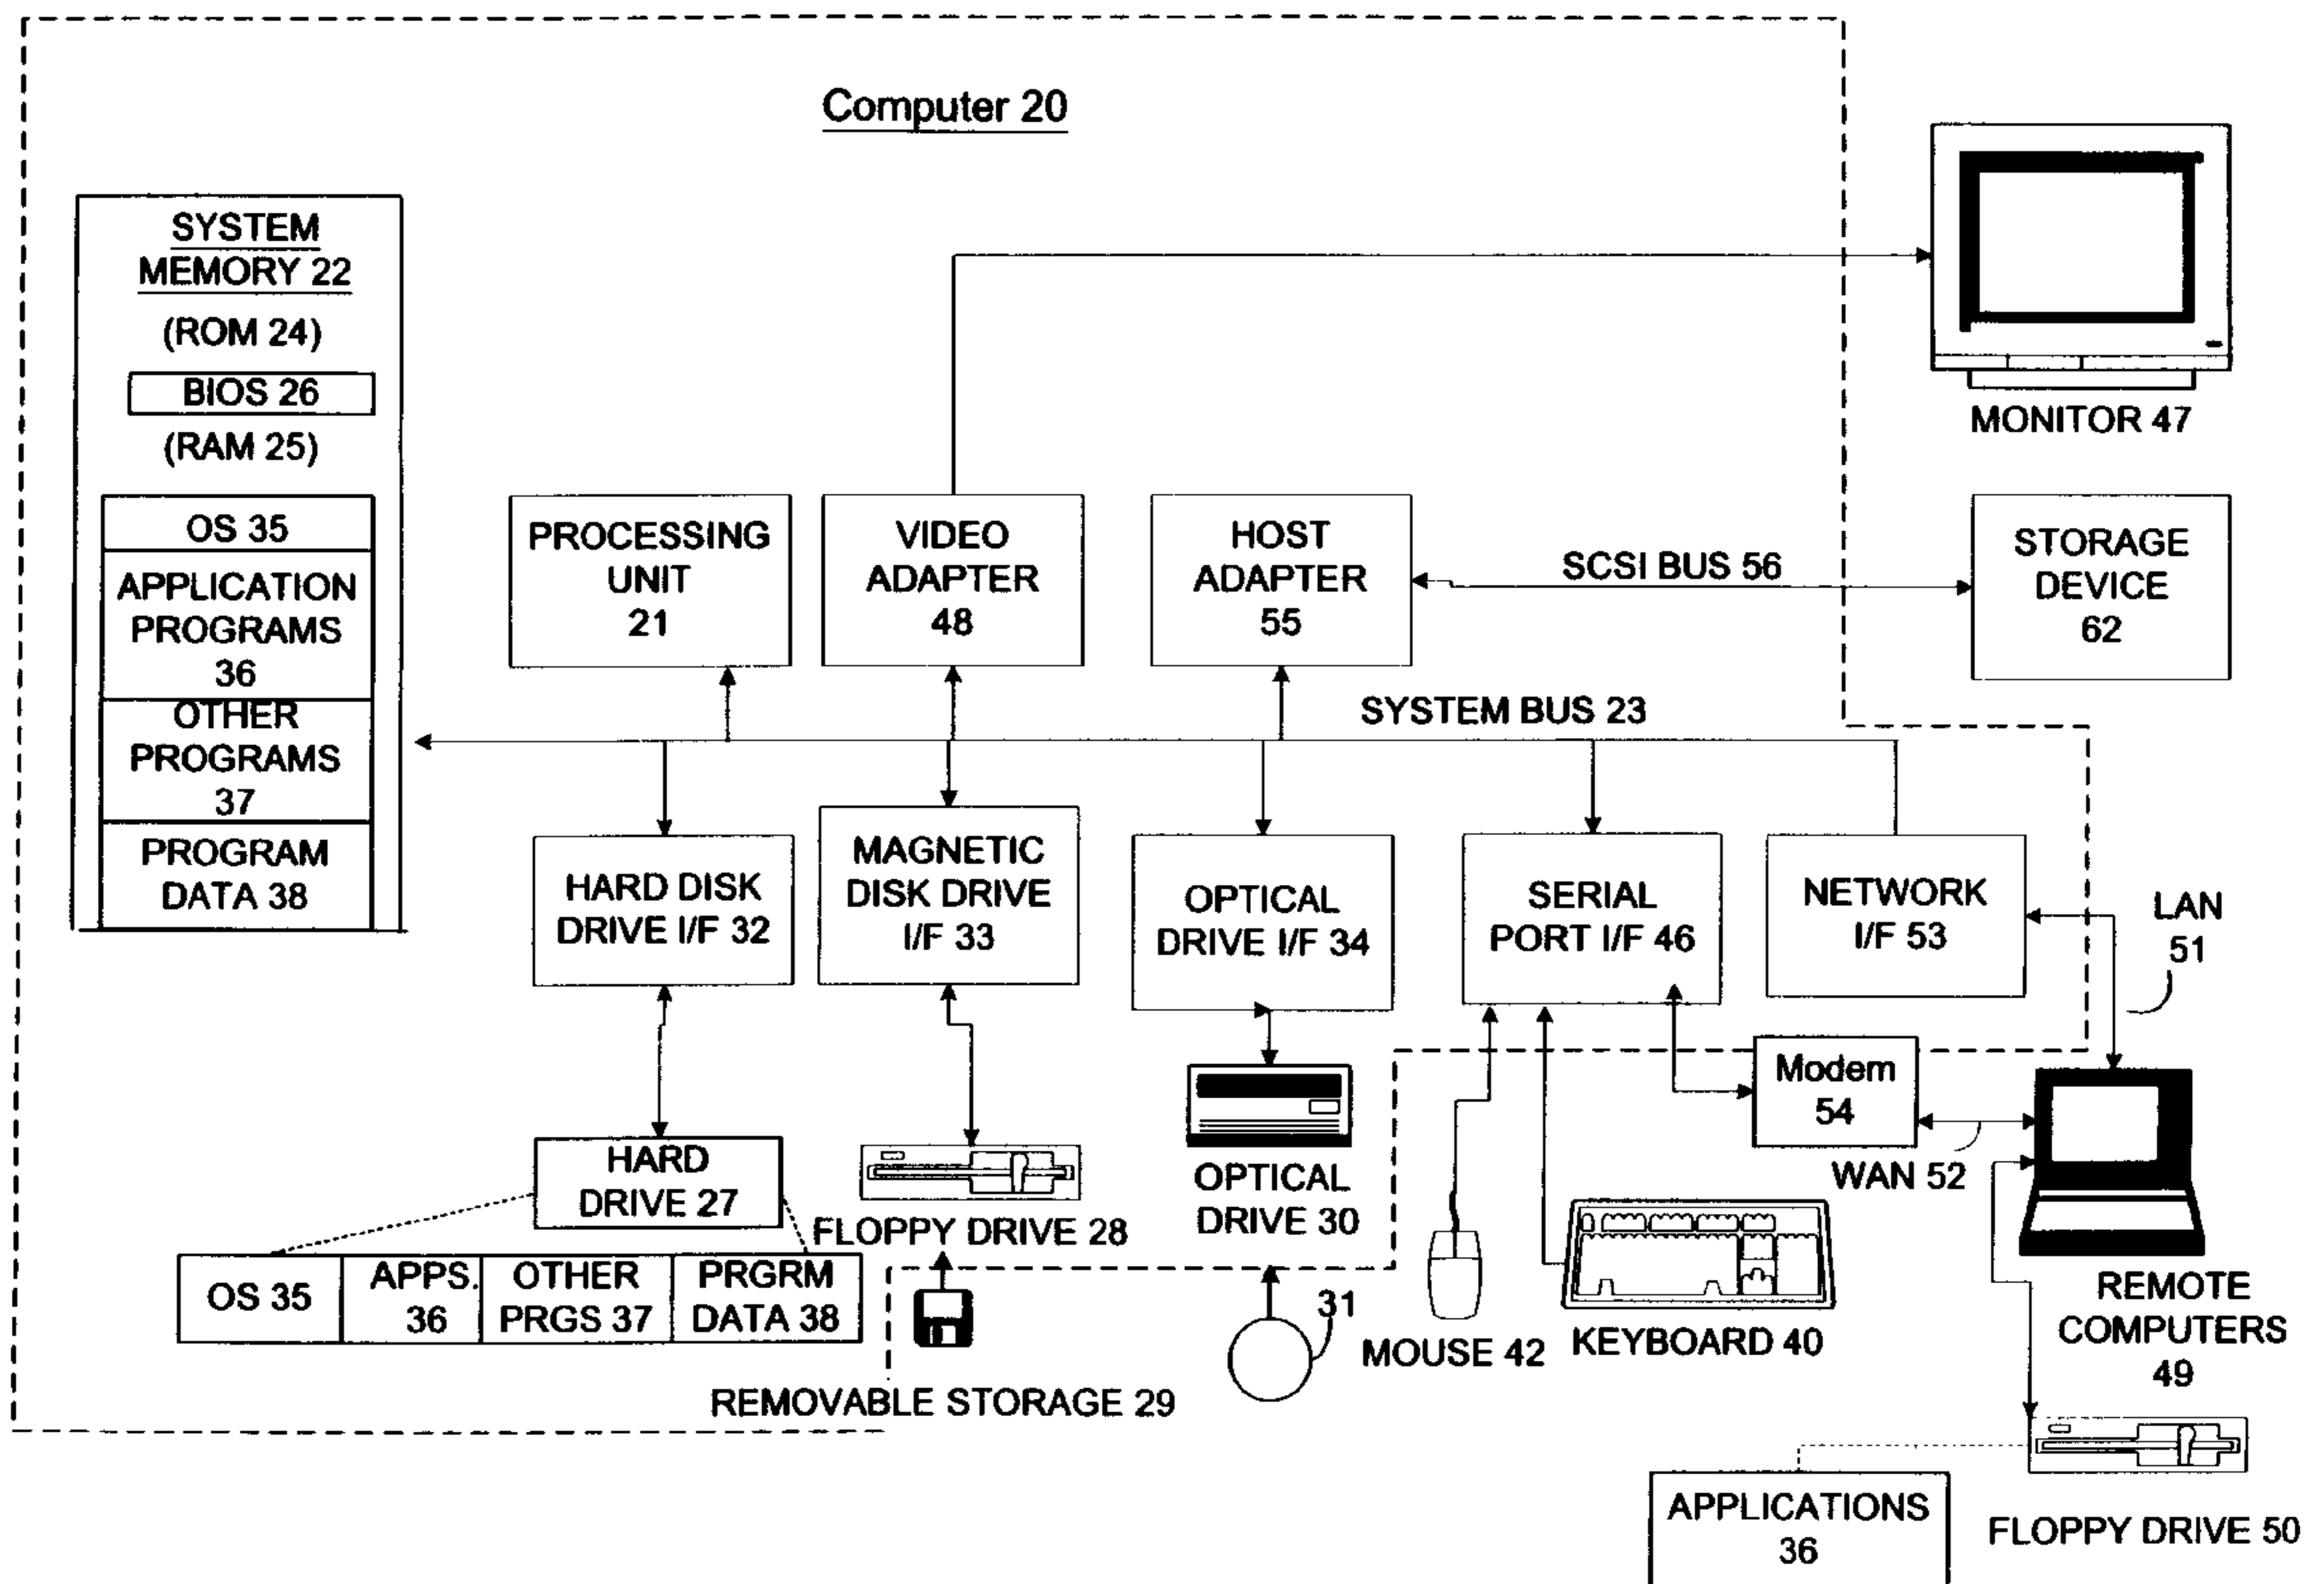 Computer 20
SYSTEM
MEMORY 22
(ROM 24)
BIOS 26
(RAM 25)
OS 35
APPLICATION
PROGRAMS
36
OTHER
PROGRAMS
37
PROGRAM
DATA 38
PROCESSING
UNIT
21
VIDEO
ADAPTER
48
HOST
ADAPTER
55
SCSI BUS 56
MONITOR 47
STORAGE
DEVICE
62
SYSTEM BUS 23
HARD DISK
DRIVE I/F 32
MAGNETIC
DISK DRIVE
I/F 33
OPTICAL
DRIVE I/F 34
SERIAL
PORT I/F 46
NETWORK
I/F 53
LAN
51
Modem
54
WAN 52
HARD
DRIVE 27
FLOPPY DRIVE 28
OPTICAL
DRIVE 30
OS 35
APPS.
36
OTHER
PRGS 37
PRGRM
DATA 38
REMOVABLE STORAGE 29
31
MOUSE 42
KEYBOARD 40
REMOTE
COMPUTERS
49
APPLICATIONS
36
FLOPPY DRIVE 50